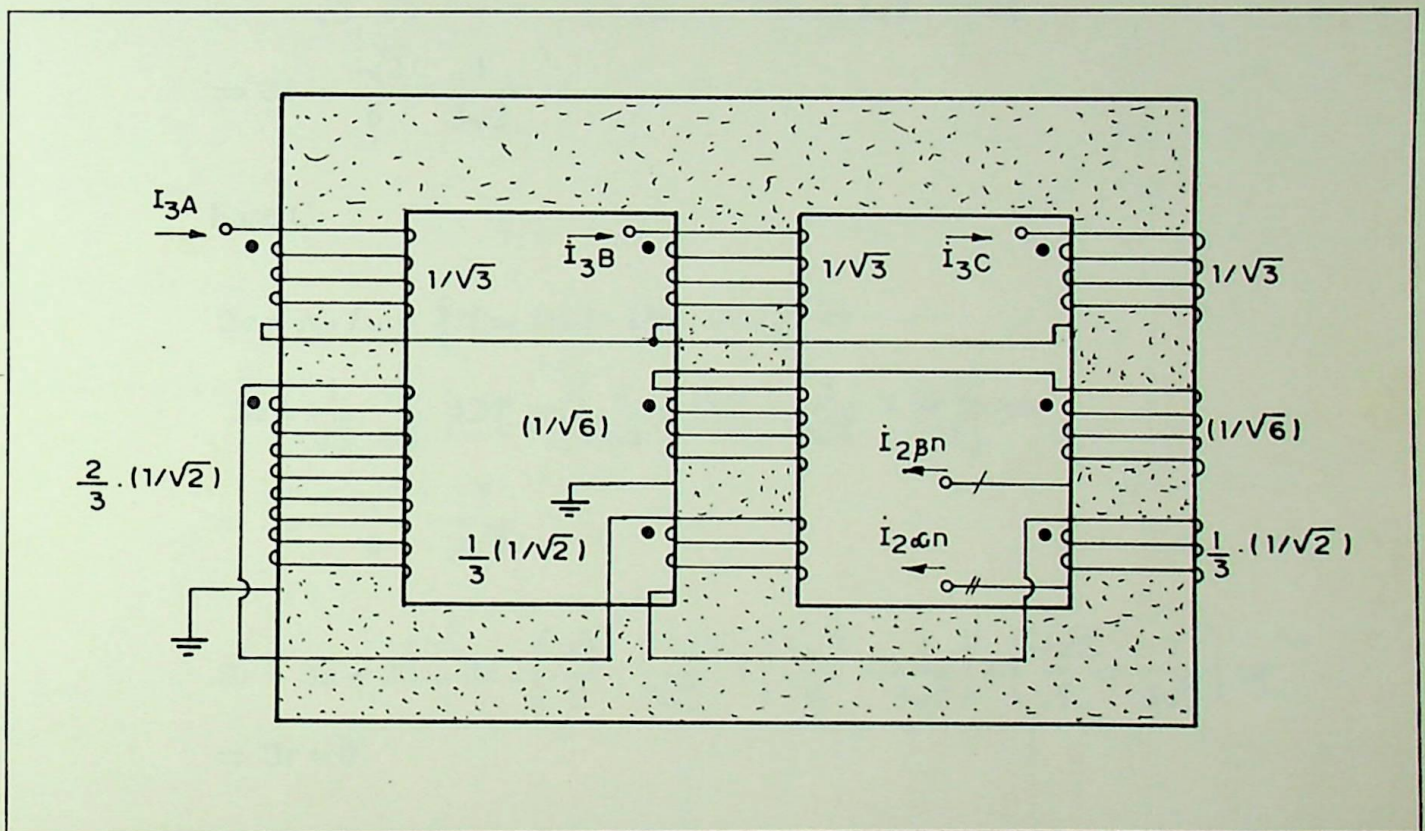 I3A
İ3B
İ3C
1/√3
1/√3
1/√3
(1/√6)
(1/√6)
İ2βn
2/3 .(1/√2)
1/3 (1/√2)
İ2αn
1/3 .(1/√2)